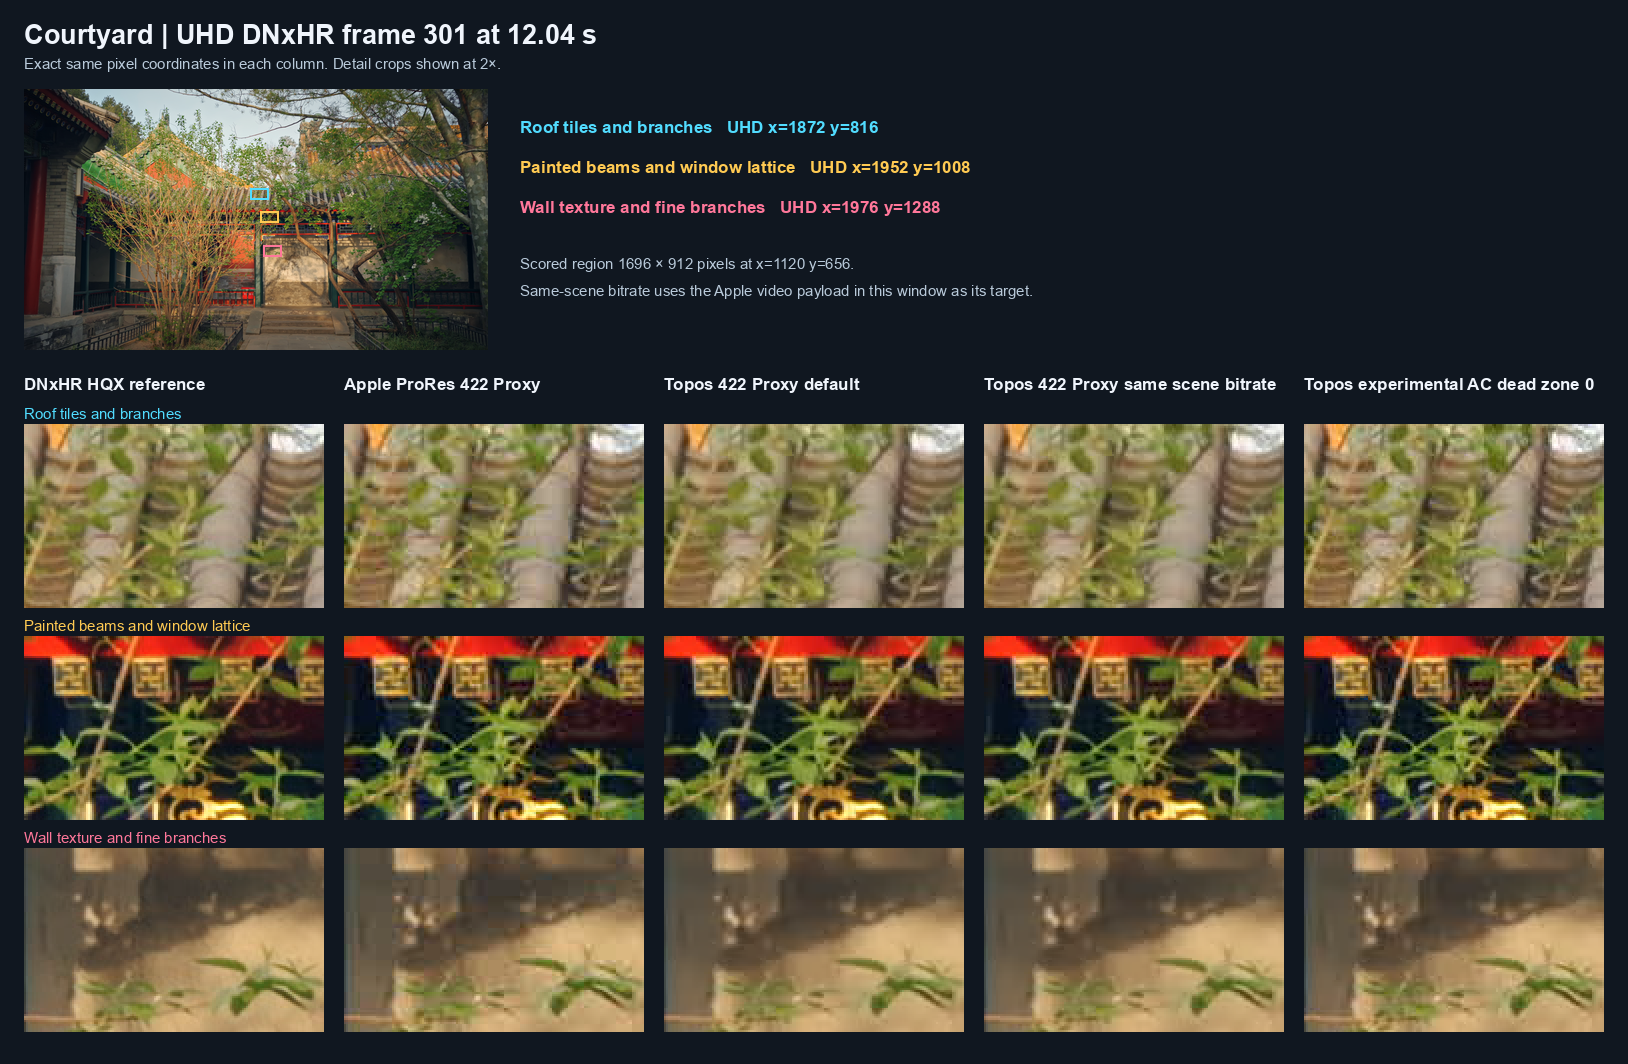 Courtyard | UHD DNxHR frame 301 at 12.04 s
Exact same pixel coordinates in each column. Detail crops shown at 2×.
Roof tiles and branches UHD x=1872 y=816
Painted beams and window lattice UHD x=1952 y=1008
Wall texture and fine branches UHD x=1976 y=1288
Scored region 1696 × 912 pixels at x=1120 y=656.
Same-scene bitrate uses the Apple video payload in this window as its target.
DNxHR HQX reference
Apple ProRes 422 Proxy
Topos 422 Proxy default
Topos 422 Proxy same scene bitrate
Topos experimental AC dead zone 0
Roof tiles and branches
Painted beams and window lattice
Wall texture and fine branches